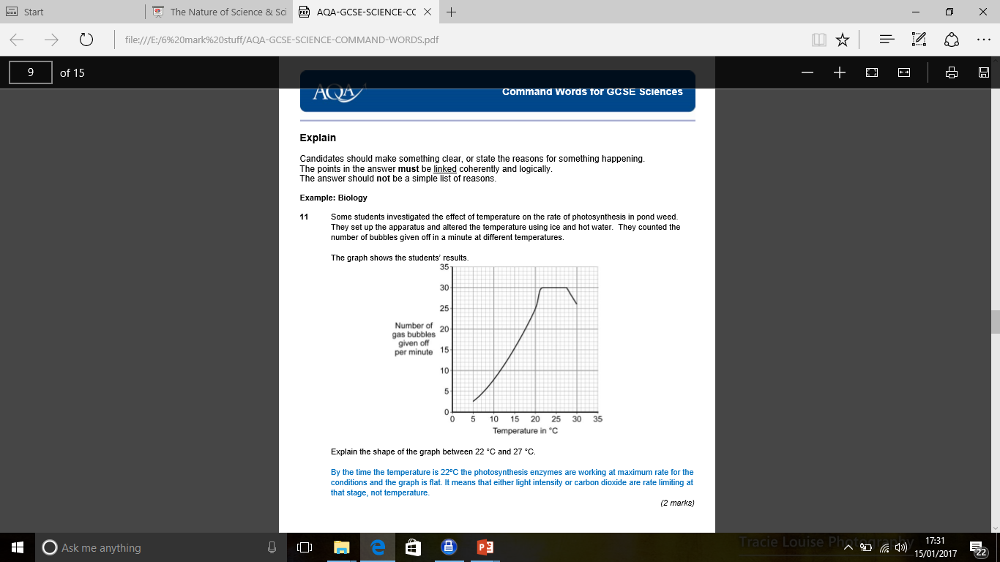 Start
The Nature of Science & Sci
AQA-GCSE-SCIENCE-CC
file:///E:/6%20mark%20stuff/AQA-GCSE-SCIENCE-COMMAND-WORDS.pdf
9 of 15
AQA
Command Words for GCSE Sciences
Explain
Candidates should make something clear, or state the reasons for something happening.
The points in the answer must be linked coherently and logically.
The answer should not be a simple list of reasons.
Example: Biology
11 Some students investigated the effect of temperature on the rate of photosynthesis in pond weed.
They set up the apparatus and altered the temperature using ice and hot water. They counted the
number of bubbles given off in a minute at different temperatures.
The graph shows the students' results.
35
30
25
20
15
10
5
0
Number of
gas bubbles
given off
per minute
0 5 10 15 20 25 30 35
Temperature in °C
Explain the shape of the graph between 22 °C and 27 °C.
By the time the temperature is 22ºC the photosynthesis enzymes are working at maximum rate for the
conditions and the graph is flat. It means that either light intensity or carbon dioxide are rate limiting at
that stage, not temperature.
(2 marks)
Ask me anything
Tracie Louise Photography
17:31
15/01/2017
22